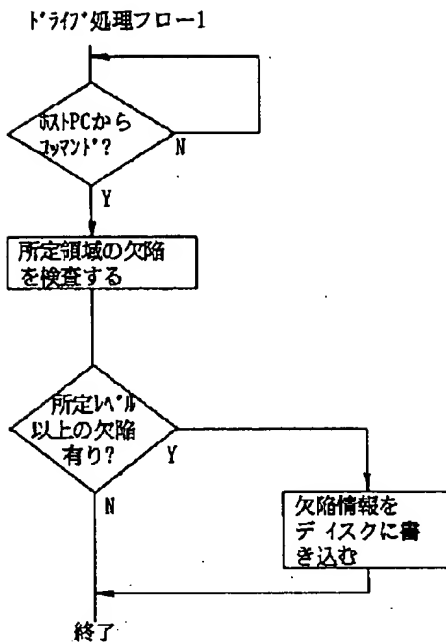 ﾄﾞﾗｲﾌﾞ処理フロー1
ﾎｽﾄPCから
ｺｯﾏﾝﾄﾞ?
N
Y
所定領域の欠陥
を検査する
所定ﾚﾍﾞﾙ
以上の欠陥
有り?
Y
N
欠陥情報を
ディスクに書
き込む
終了